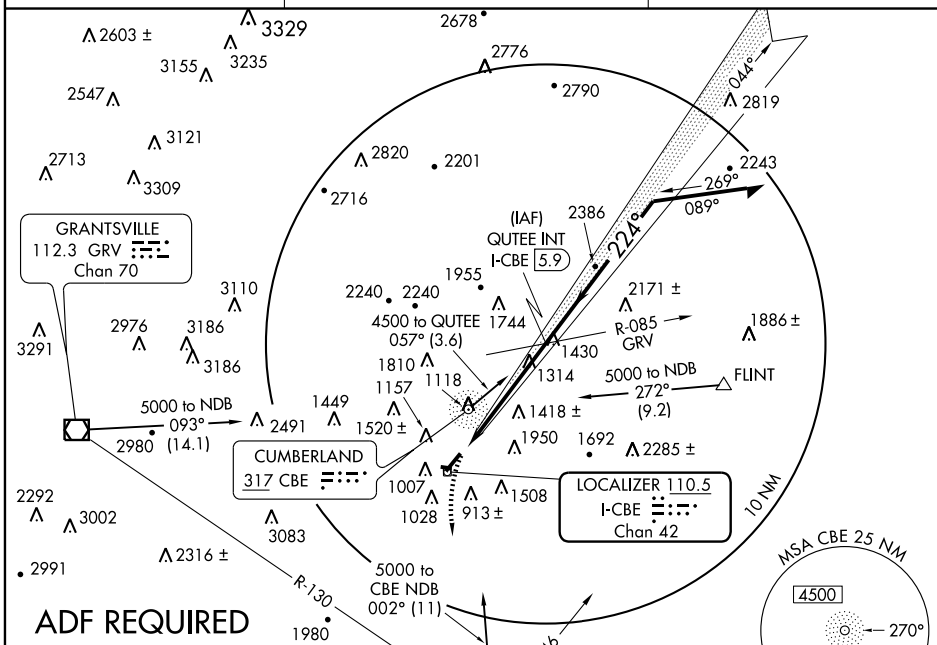 3329
2678
2603 ±
3235
3155
2776
2547
2790
044°
2819
3121
2820
2201
2243
2713
3309
2716
269°
089°
GRANTSVILLE
112.3 GRV
Chan 70
(IAF)
QUTEE INT
I-CBE 5.9
2386
224°
1955
3110
2240
2240
1744
2171 ±
R-085
GRV
1886 ±
3291
2976
3186
3186
4500 to QUTEE
057° (3.6)
1430
1314
1810
1157
1118
5000 to NDB
272°
(9.2)
FLINT
5000 to NDB
093°
(14.1)
2980
2491
1449
1520 ±
1418 ±
1950
1692
2285 ±
CUMBERLAND
317 CBE
1007
1028
913 ±
1508
LOCALIZER 110.5
I-CBE
Chan 42
10 NM
2292
3002
3083
2316 ±
2991
R-130
5000 to
CBE NDB
002° (11)
MSA CBE 25 NM
4500
270°
ADF REQUIRED
1980